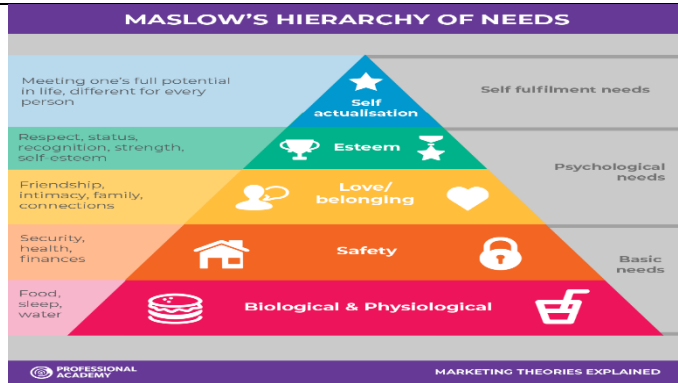 MASLOW'S HIERARCHY OF NEEDS
Meeting one's full potential
in life, different for every
person
Self
actualisation
Self fulfilment needs
Respect, status,
recognition, strength,
self-esteem
Esteem
Psychological
needs
Friendship,
intimacy, family,
connections
Love/
belonging
Security,
health,
finances
Safety
Basic
needs
Food,
sleep,
water
Biological & Physiological
PROFESSIONAL
ACADEMY
MARKETING THEORIES EXPLAINED